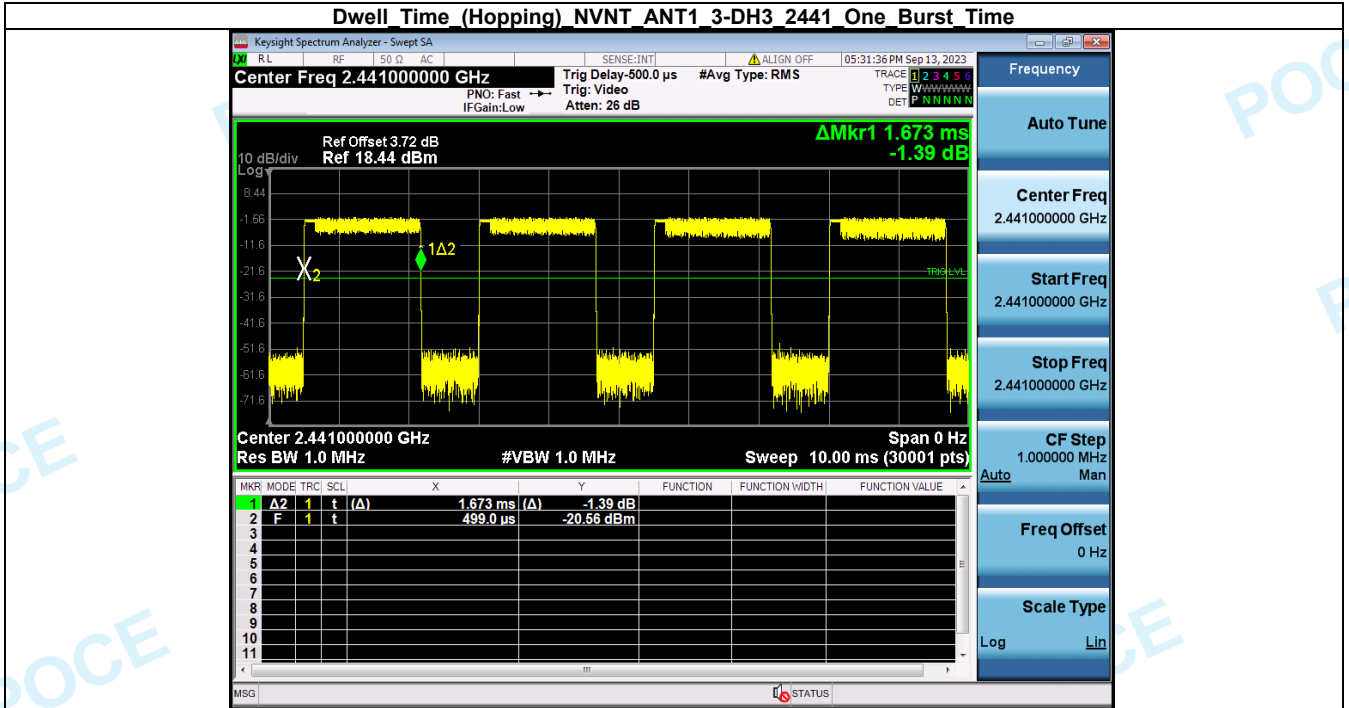 Dwell_Time_(Hopping)_NVNT_ANT1_3-DH3_2441_One_Burst_Time
Keysight Spectrum Analyzer - Swept SA
LXI RL RF 50 Ω AC SENSE:INT ALIGN OFF 05:31:36 PM Sep 13, 2023
Center Freq 2.441000000 GHz
PNO: Fast
IFGain:Low
Trig Delay-500.0 µs #Avg Type: RMS
Trig: Video
Atten: 26 dB
TRACE 1 2 3 4 5 6
TYPE WWWWWW
DET P N N N N N
Frequency
Auto Tune
Center Freq
2.441000000 GHz
Start Freq
2.441000000 GHz
Stop Freq
2.441000000 GHz
CF Step
1.000000 MHz
Auto Man
Freq Offset
0 Hz
Scale Type
Log Lin
ΔMkr1 1.673 ms
-1.39 dB
Ref Offset 3.72 dB
10 dB/div Ref 18.44 dBm
Log
8.44
-1.56
-11.6
-21.6
-31.6
-41.6
-51.6
-61.6
-71.6
1Δ2
X2
TRIG LVL
Center 2.441000000 GHz Span 0 Hz
Res BW 1.0 MHz #VBW 1.0 MHz Sweep 10.00 ms (30001 pts)
MKR MODE TRC SCL X Y FUNCTION FUNCTION WIDTH FUNCTION VALUE
1 Δ2 1 t (Δ) 1.673 ms (Δ) -1.39 dB
2 F 1 t 499.0 µs -20.56 dBm
3
4
5
6
7
8
9
10
11
MSG STATUS
POCE
POCE